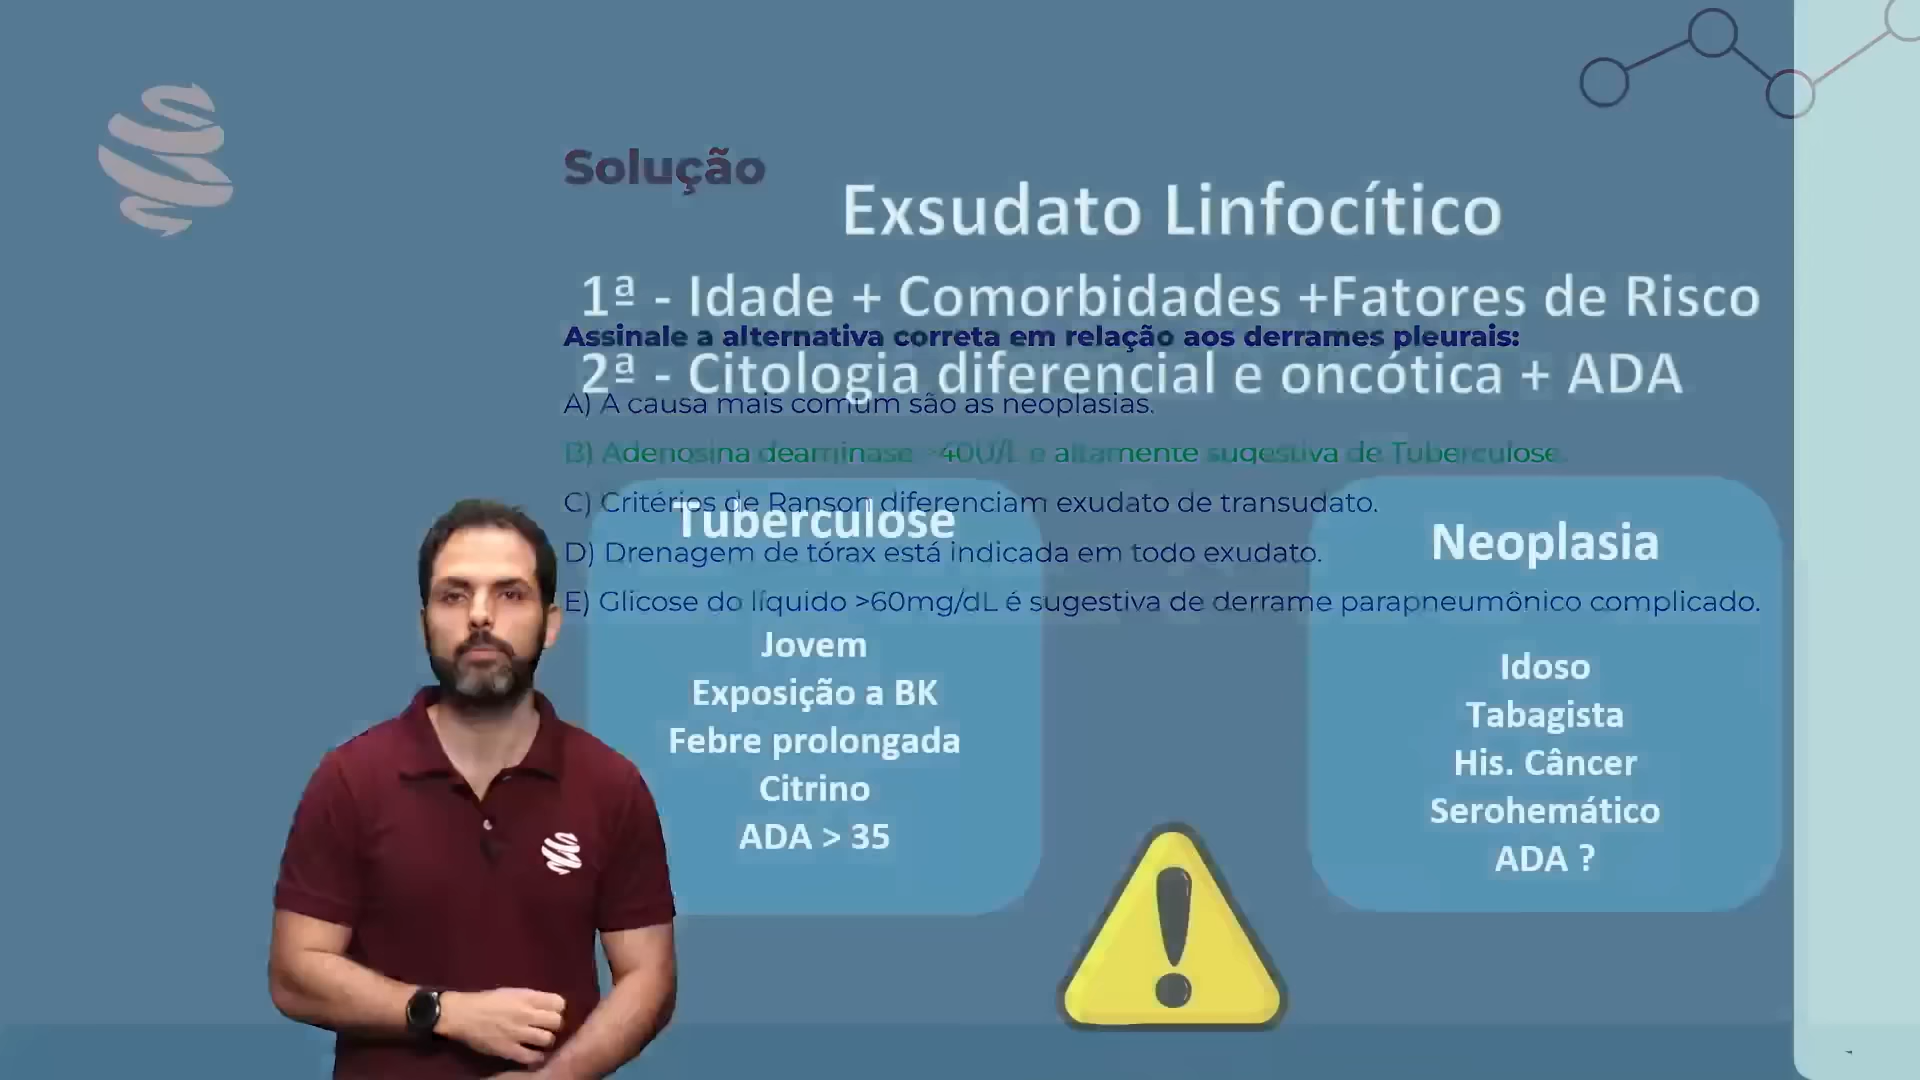 Solução
Exsudato Linfocítico
1ª - Idade + Comorbidades +Fatores de Risco
Assinale a alternativa correta em relação aos derrames pleurais:
2ª - Citologia diferencial e oncótica + ADA
A) A causa mais comum são as neoplasias.
B) Adenosina deaminase >40U/L e altamente sugestiva de Tuberculose.
C) Critérios de Ranson diferenciam exudato de transudato.
Tuberculose
Neoplasia
D) Drenagem de tórax está indicada em todo exudato.
E) Glicose do líquido >60mg/dL é sugestiva de derrame parapneumônico complicado.
Jovem
Exposição a BK
Febre prolongada
Citrino
ADA > 35
Idoso
Tabagista
His. Câncer
Serohemático
ADA ?